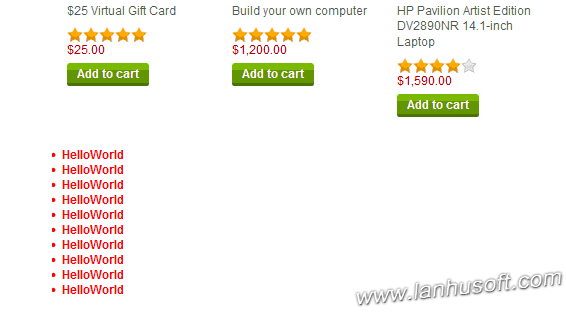 $25 Virtual Gift Card
$25.00
Add to cart
Build your own computer
$1,200.00
Add to cart
HP Pavilion Artist Edition
DV2890NR 14.1-inch
Laptop
$1,590.00
Add to cart
HelloWorld
HelloWorld
HelloWorld
HelloWorld
HelloWorld
HelloWorld
HelloWorld
HelloWorld
HelloWorld
HelloWorld
www.lanhusoft.com